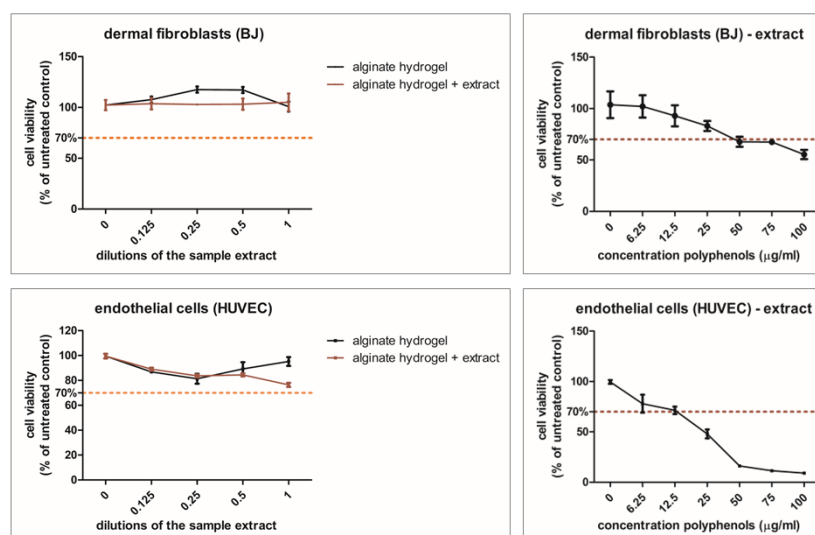 dermal fibroblasts (BJ)
150
100
70%
50
0
cell viability
(% of untreated control)
0
0.125
0.25
0.5
1
dilutions of the sample extract
alginate hydrogel
alginate hydrogel + extract
dermal fibroblasts (BJ) - extract
150
100
70%
50
0
cell viability
(% of untreated control)
0
6.25
12.5
25
50
75
100
concentration polyphenols (μg/ml)
endothelial cells (HUVEC)
120
100
80
70%
60
40
20
0
cell viability
(% of untreated control)
0
0.125
0.25
0.5
1
dilutions of the sample extract
alginate hydrogel
alginate hydrogel + extract
endothelial cells (HUVEC) - extract
150
100
70%
50
0
cell viability
(% of untreated control)
0
6.25
12.5
25
50
75
100
concentration polyphenols (μg/ml)